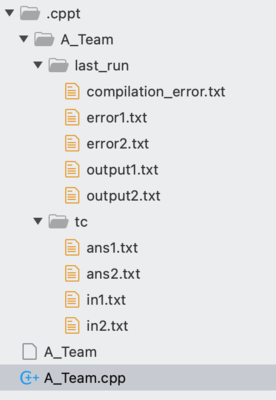 .cppt
A_Team
last_run
compilation_error.txt
error1.txt
error2.txt
output1.txt
output2.txt
tc
ans1.txt
ans2.txt
in1.txt
in2.txt
A_Team
A_Team.cpp